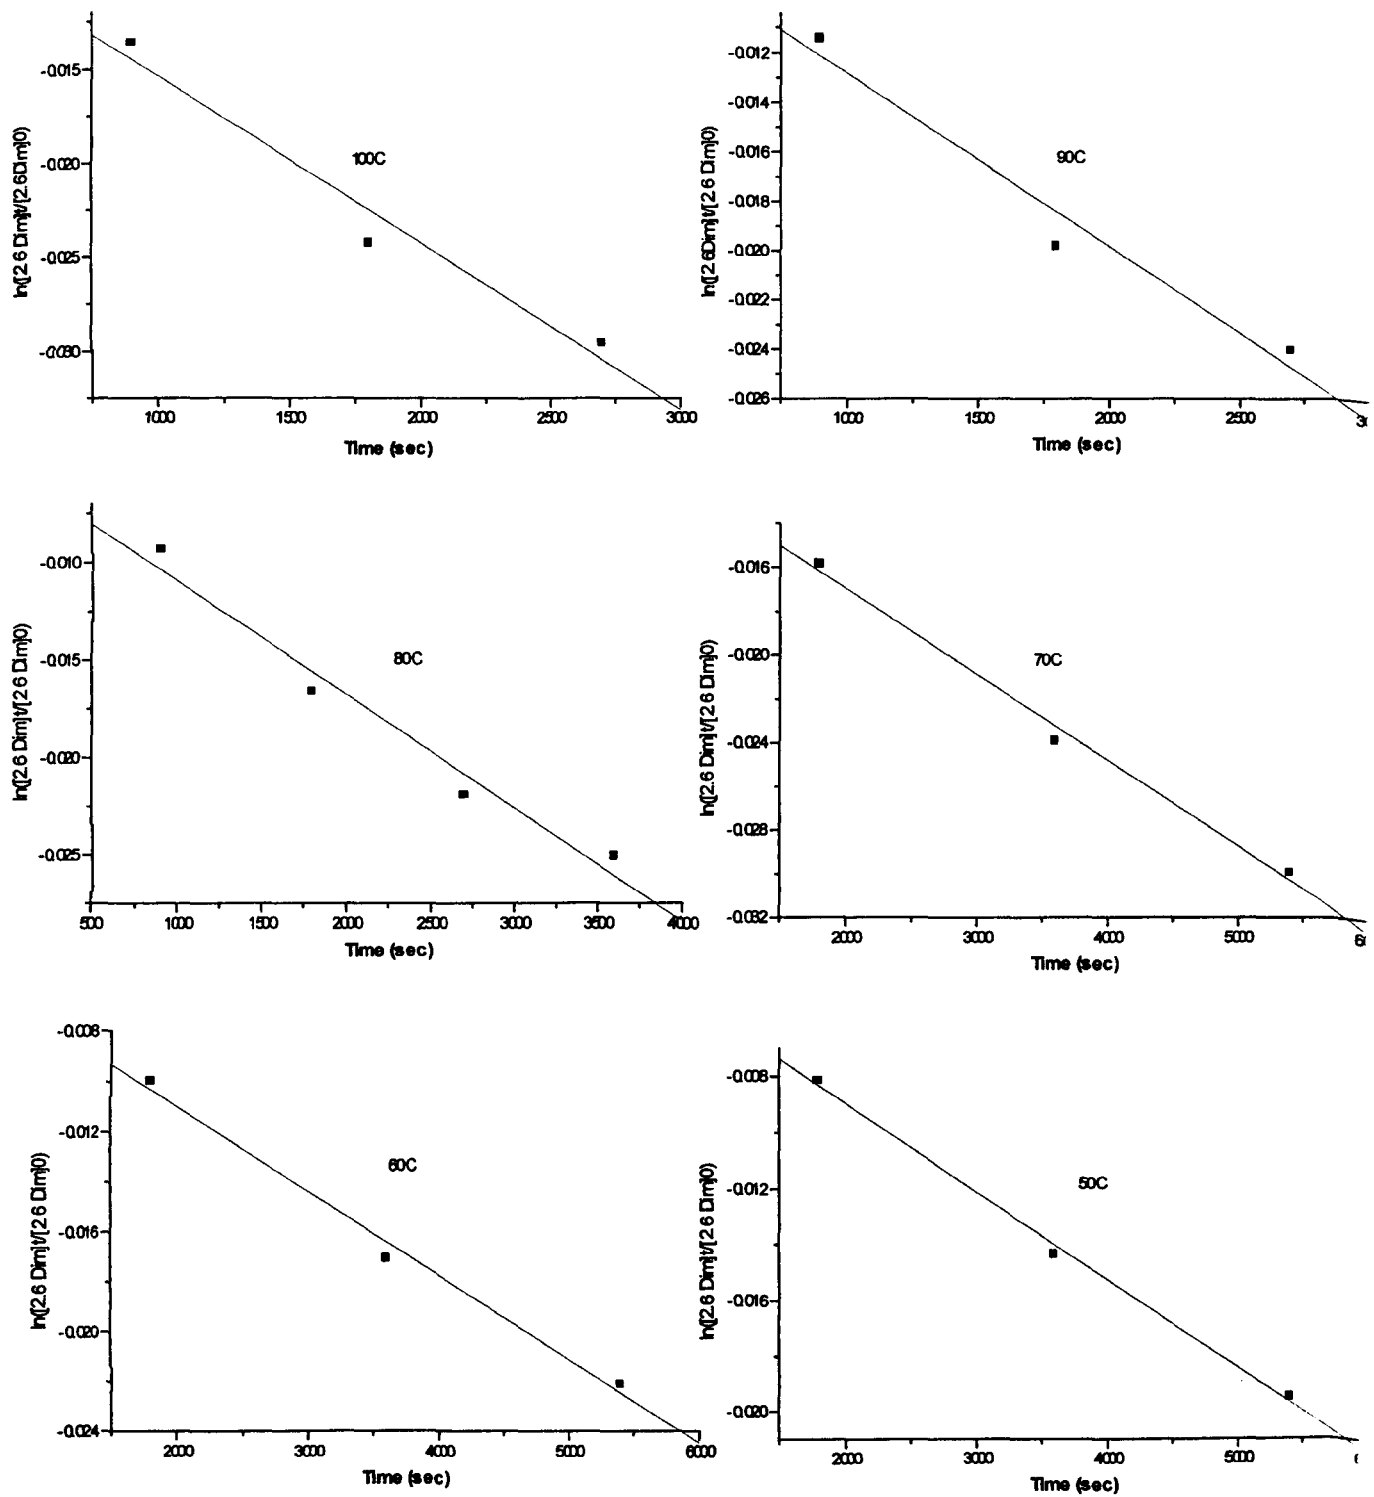 ln([2.6 Dim]t/[2.6Dim]0)
-0.015
-0.020
-0.025
-0.030
100C
1000 1500 2000 2500 3000
Time (sec)
ln([2.6Dim]t/[2.6 Dim]0)
-0.012
-0.014
-0.016
-0.018
-0.020
-0.022
-0.024
-0.026
90C
1000 1500 2000 2500
Time (sec)
ln([2.6 Dim]t/[2.6 Dim]0)
-0.010
-0.015
-0.020
-0.025
80C
500 1000 1500 2000 2500 3000 3500 4000
Time (sec)
ln([2.6 Dim]t/[2.6 Dim]0)
-0.016
-0.020
-0.024
-0.028
-0.032
70C
2000 3000 4000 5000
Time (sec)
ln([2.6 Dim]t/[2.6 Dim]0)
-0.008
-0.012
-0.016
-0.020
-0.024
60C
2000 3000 4000 5000 6000
Time (sec)
ln([2.6 Dim]t/[2.6 Dim]0)
-0.008
-0.012
-0.016
-0.020
50C
2000 3000 4000 5000
Time (sec)